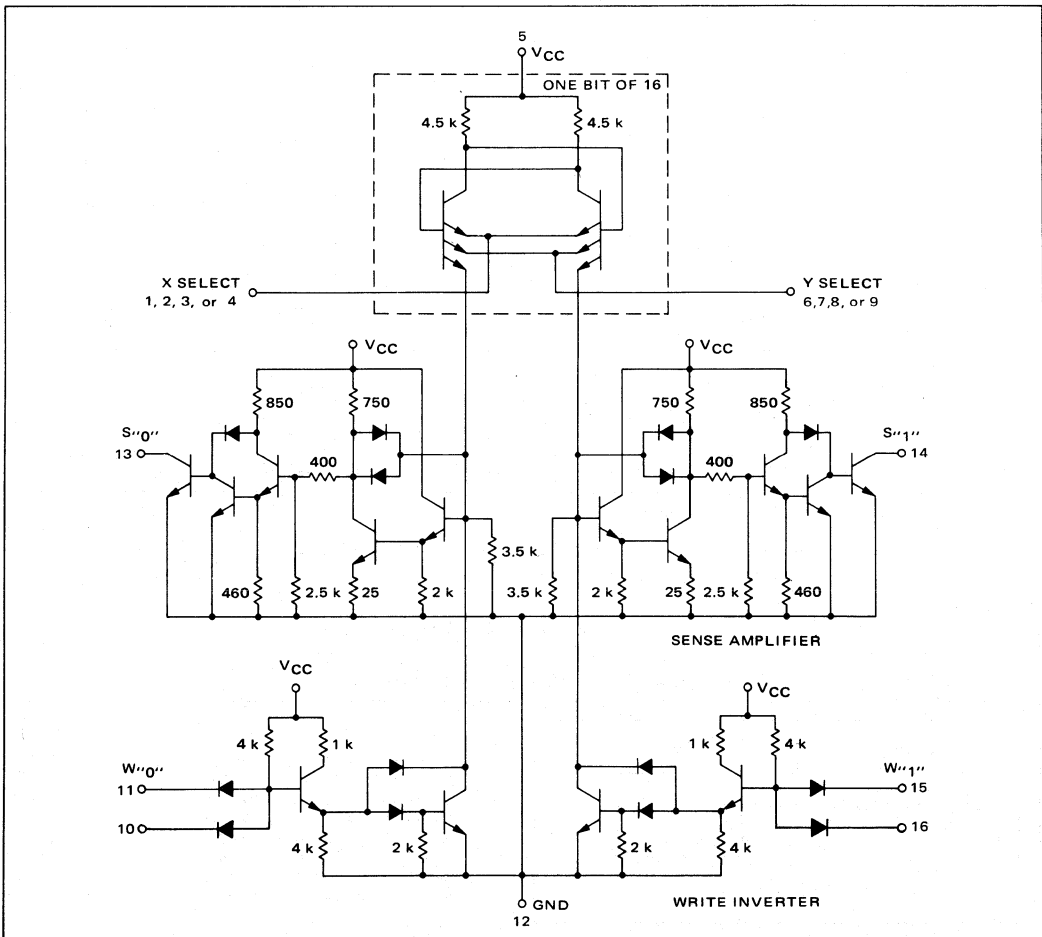 5
VCC
ONE BIT OF 16
4.5 k
4.5 k
X SELECT
1, 2, 3, or 4
Y SELECT
6,7,8, or 9
VCC
VCC
850
750
750
850
S"0"
13
S"1"
14
400
400
3.5 k
3.5 k
460
2.5 k
25
2 k
2 k
25
2.5 k
460
SENSE AMPLIFIER
VCC
VCC
4 k
1 k
1 k
4 k
W"0"
11
W"1"
15
10
16
4 k
2 k
2 k
4 k
GND
12
WRITE INVERTER